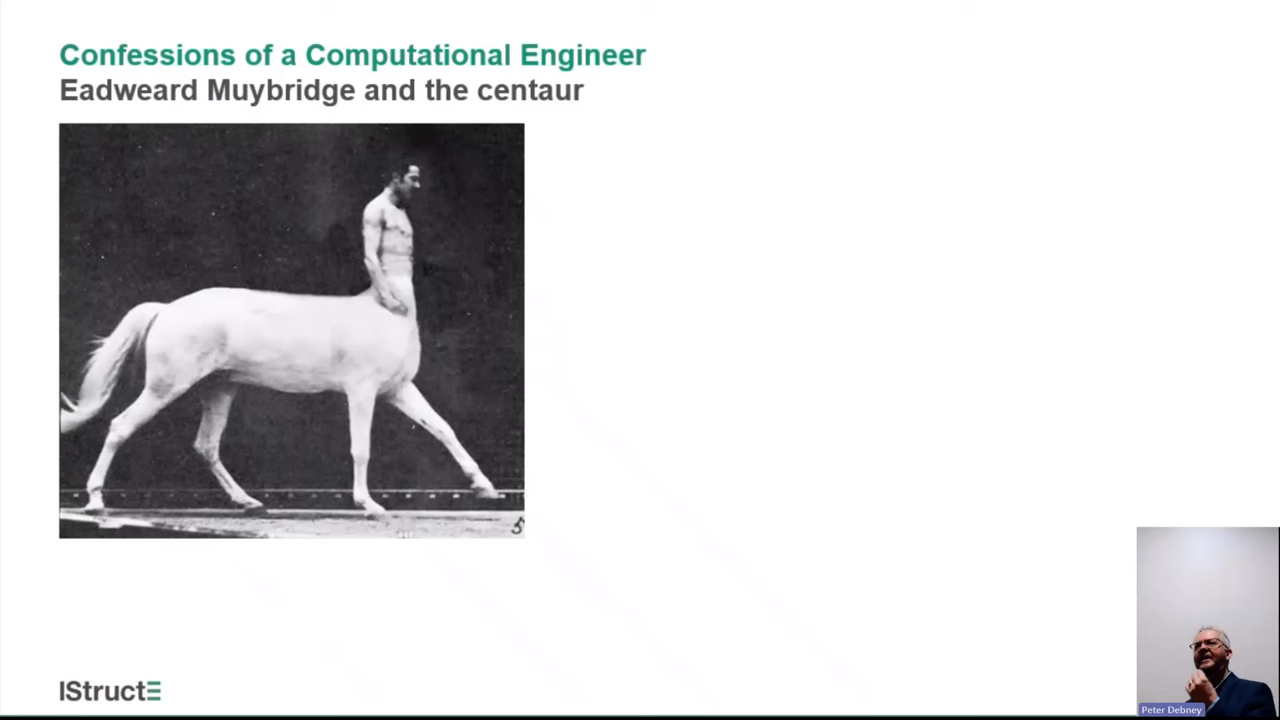 Confessions of a Computational Engineer
Eadweard Muybridge and the centaur
5
IStructE
Peter Debney